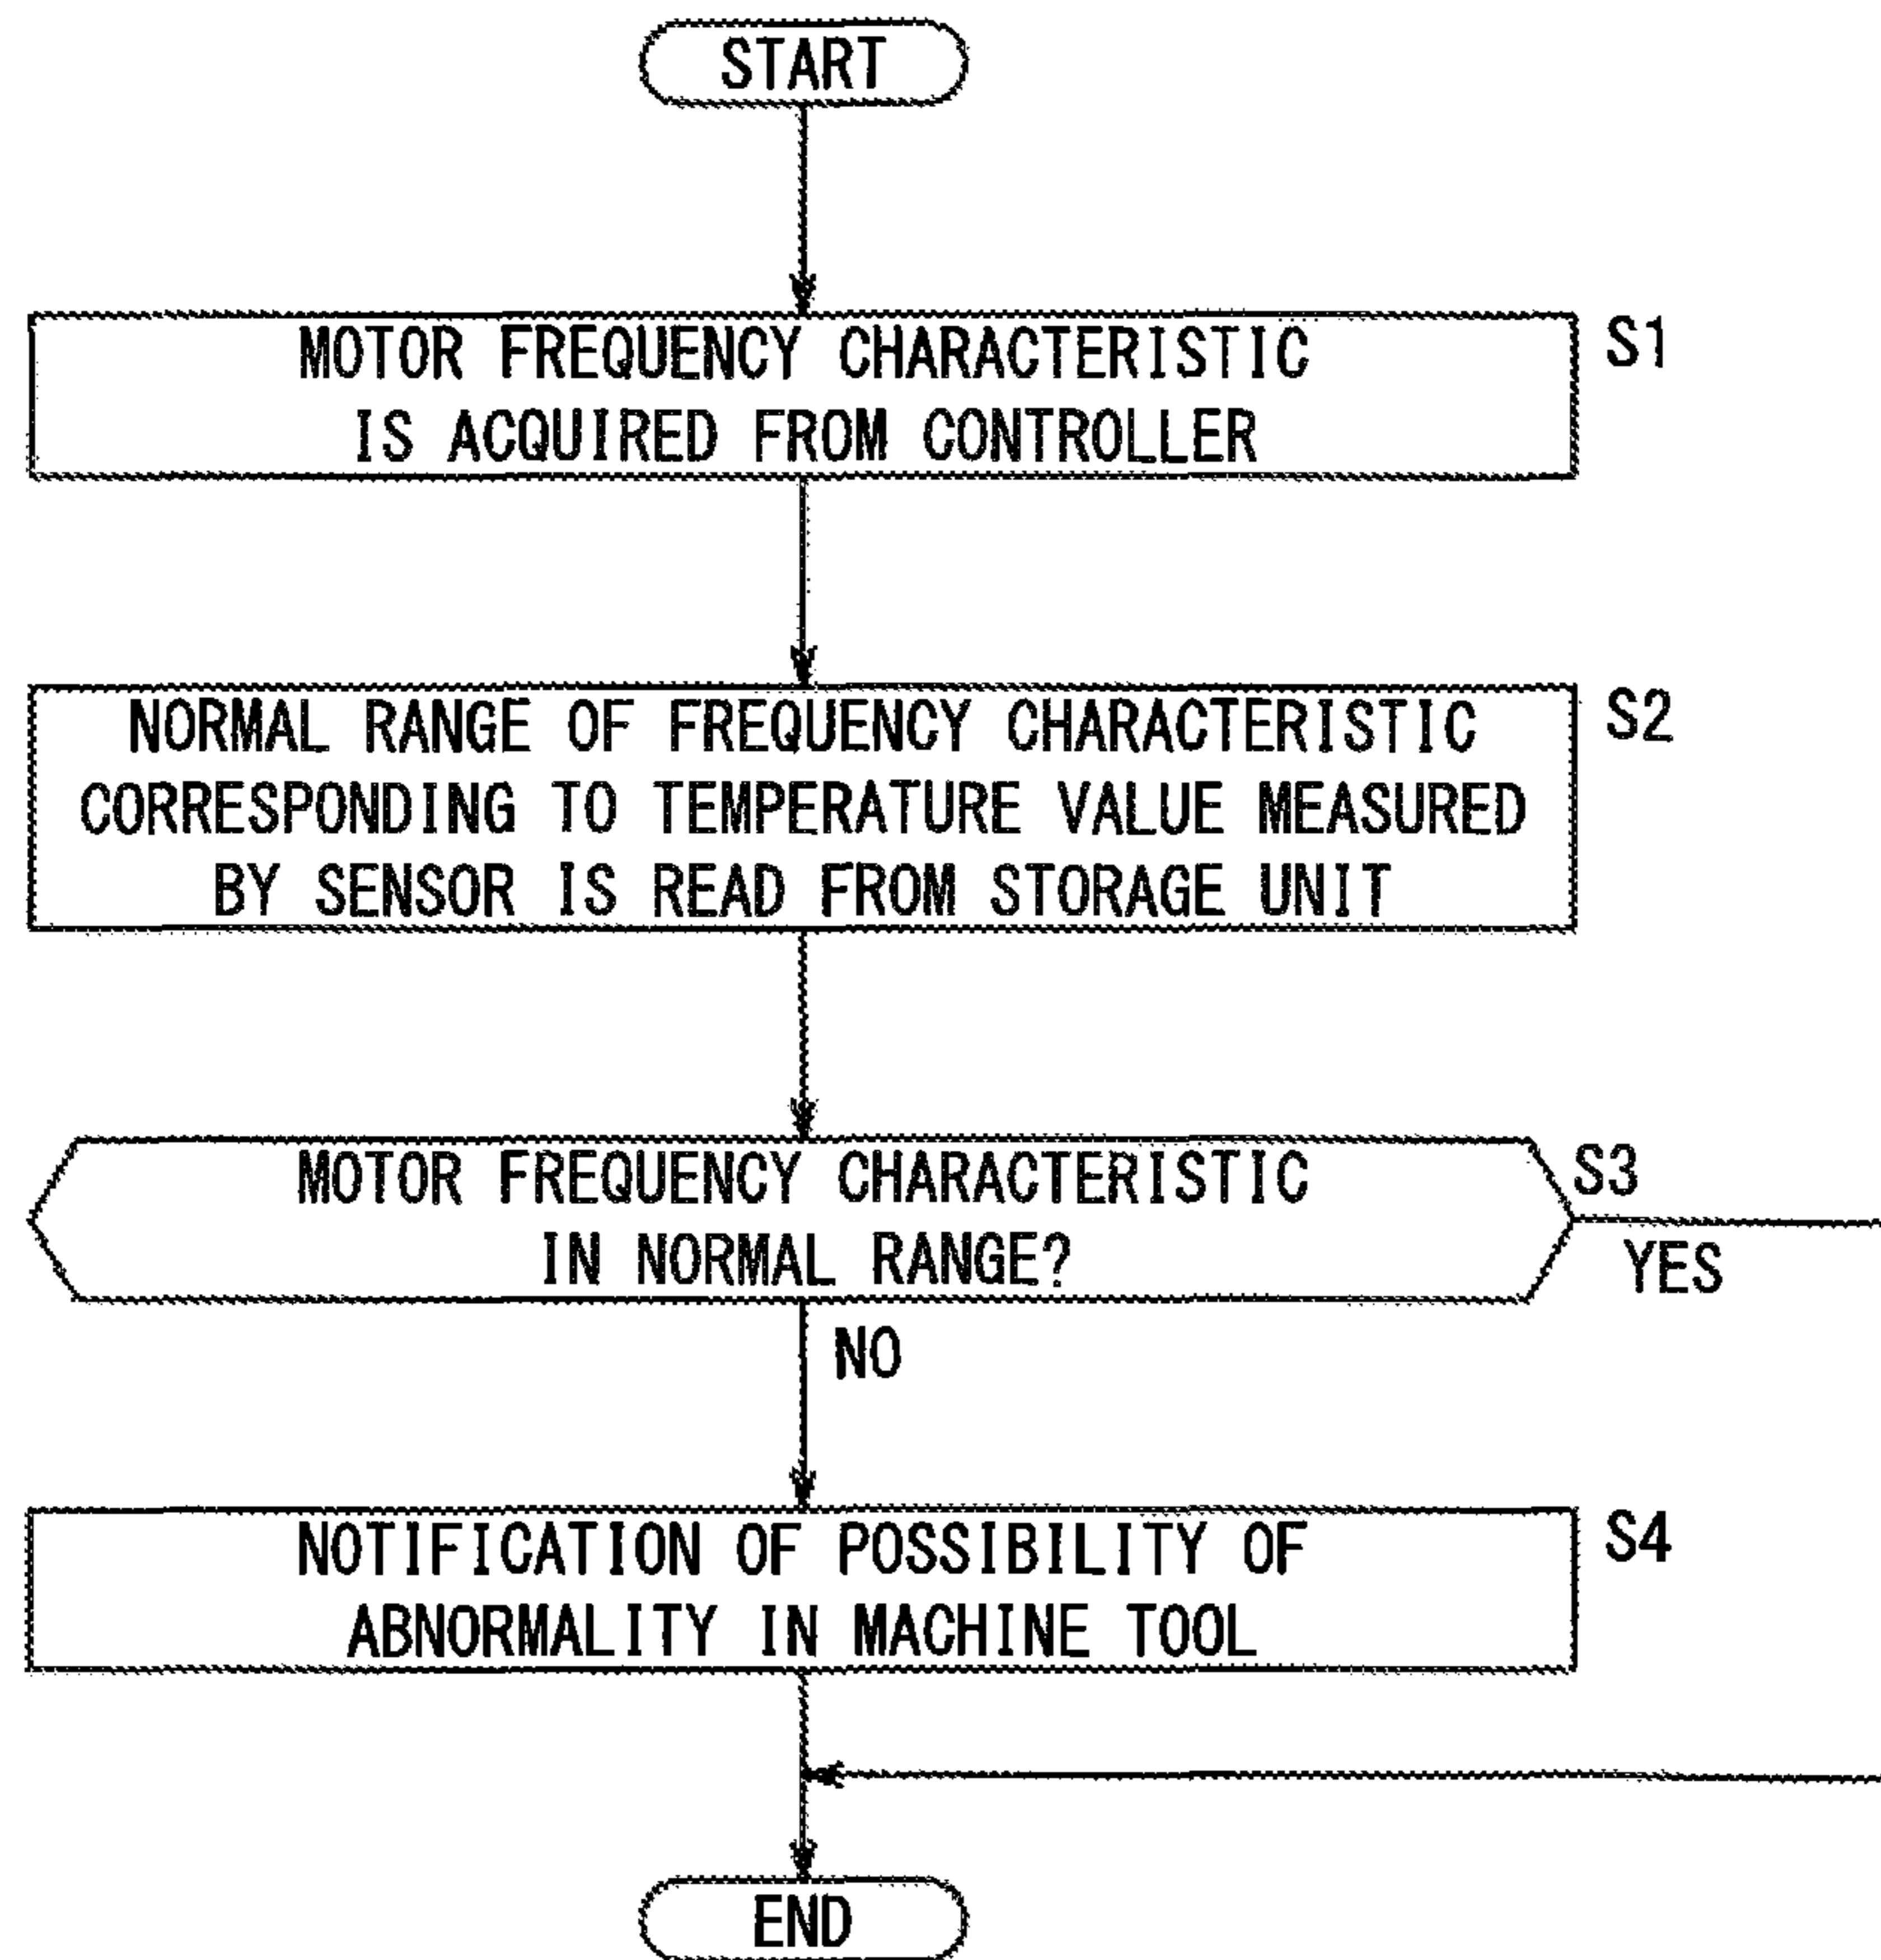 START
MOTOR FREQUENCY CHARACTERISTIC
IS ACQUIRED FROM CONTROLLER
S1
NORMAL RANGE OF FREQUENCY CHARACTERISTIC
CORRESPONDING TO TEMPERATURE VALUE MEASURED
BY SENSOR IS READ FROM STORAGE UNIT
S2
MOTOR FREQUENCY CHARACTERISTIC
IN NORMAL RANGE?
S3
YES
NO
NOTIFICATION OF POSSIBILITY OF
ABNORMALITY IN MACHINE TOOL
S4
END